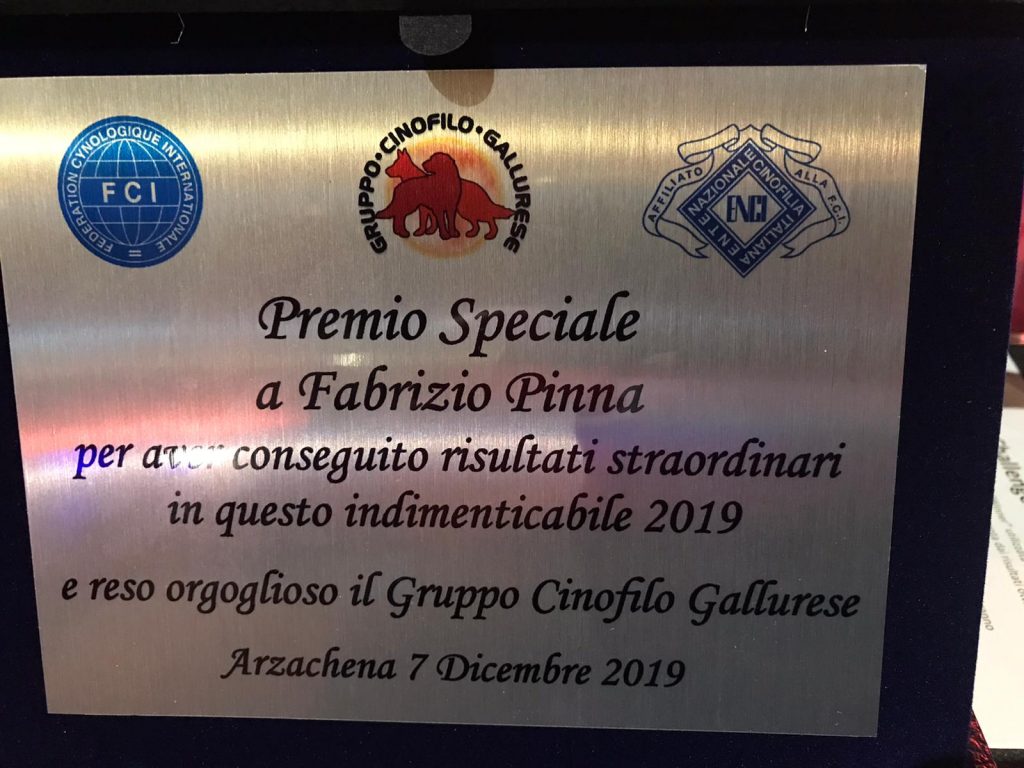 FEDERATION CYNOLOGIQUE INTERNATIONALE
FCI
GRUPPO•CINOFILO•GALLURESE
AFFILIATO ALLA F.C.I.
ENTE NAZIONALE CINOFILIA ITALIANA
ENCI
Premio Speciale
a Fabrizio Pinna
per aver conseguito risultati straordinari
in questo indimenticabile 2019
e reso orgoglioso il Gruppo Cinofilo Gallurese
Arzachena 7 Dicembre 2019